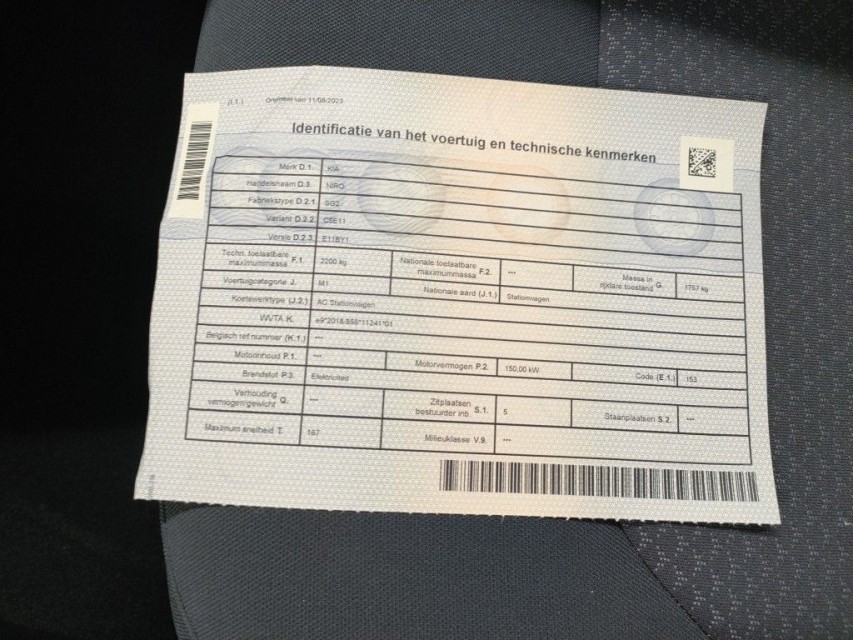 (I.1.) 11/08/2023
Identificatie van het voertuig en technische kenmerken
Merk D.1. KIA
Handelsnaam D.3. NIRO
Fabriekstype D.2.1 SG2
Variant D.2.2 C5E11
Versie D.2.3 E11BY1
Techn. toelaatbare maximummassa F.1. 2200 kg Nationale toelaatbare maximummassa F.2. --- Massa in rijklare toestand G. 1757 kg
Voertuigcategorie J. M1 Nationale aard (J.1.) Stationwagen
Koetswerktype (J.2.) AC Stationwagen
WVTA K. e9*2018/858*11241*01
Belgisch ref nummer (K.1.) ---
Motorinhoud P.1. --- Motorvermogen P.2. 150,00 kW Code (E.1.) 153
Brandstof P.3. Elektriciteit
Verhouding vermogen/gewicht Q. --- Zitplaatsen bestuurder inb. S.1. 5 Staanplaatsen S.2. ---
Maximum snelheid T. 167 Milieuklasse V.9. ---